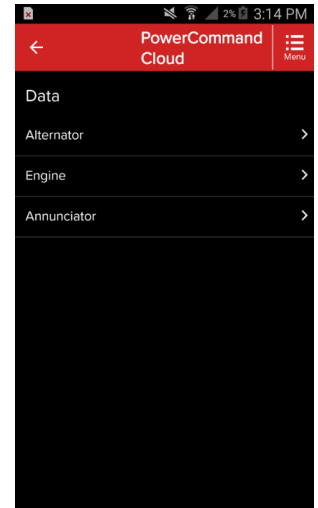 2% 3:14 PM
PowerCommand
Cloud
Menu
Data
Alternator
Engine
Annunciator